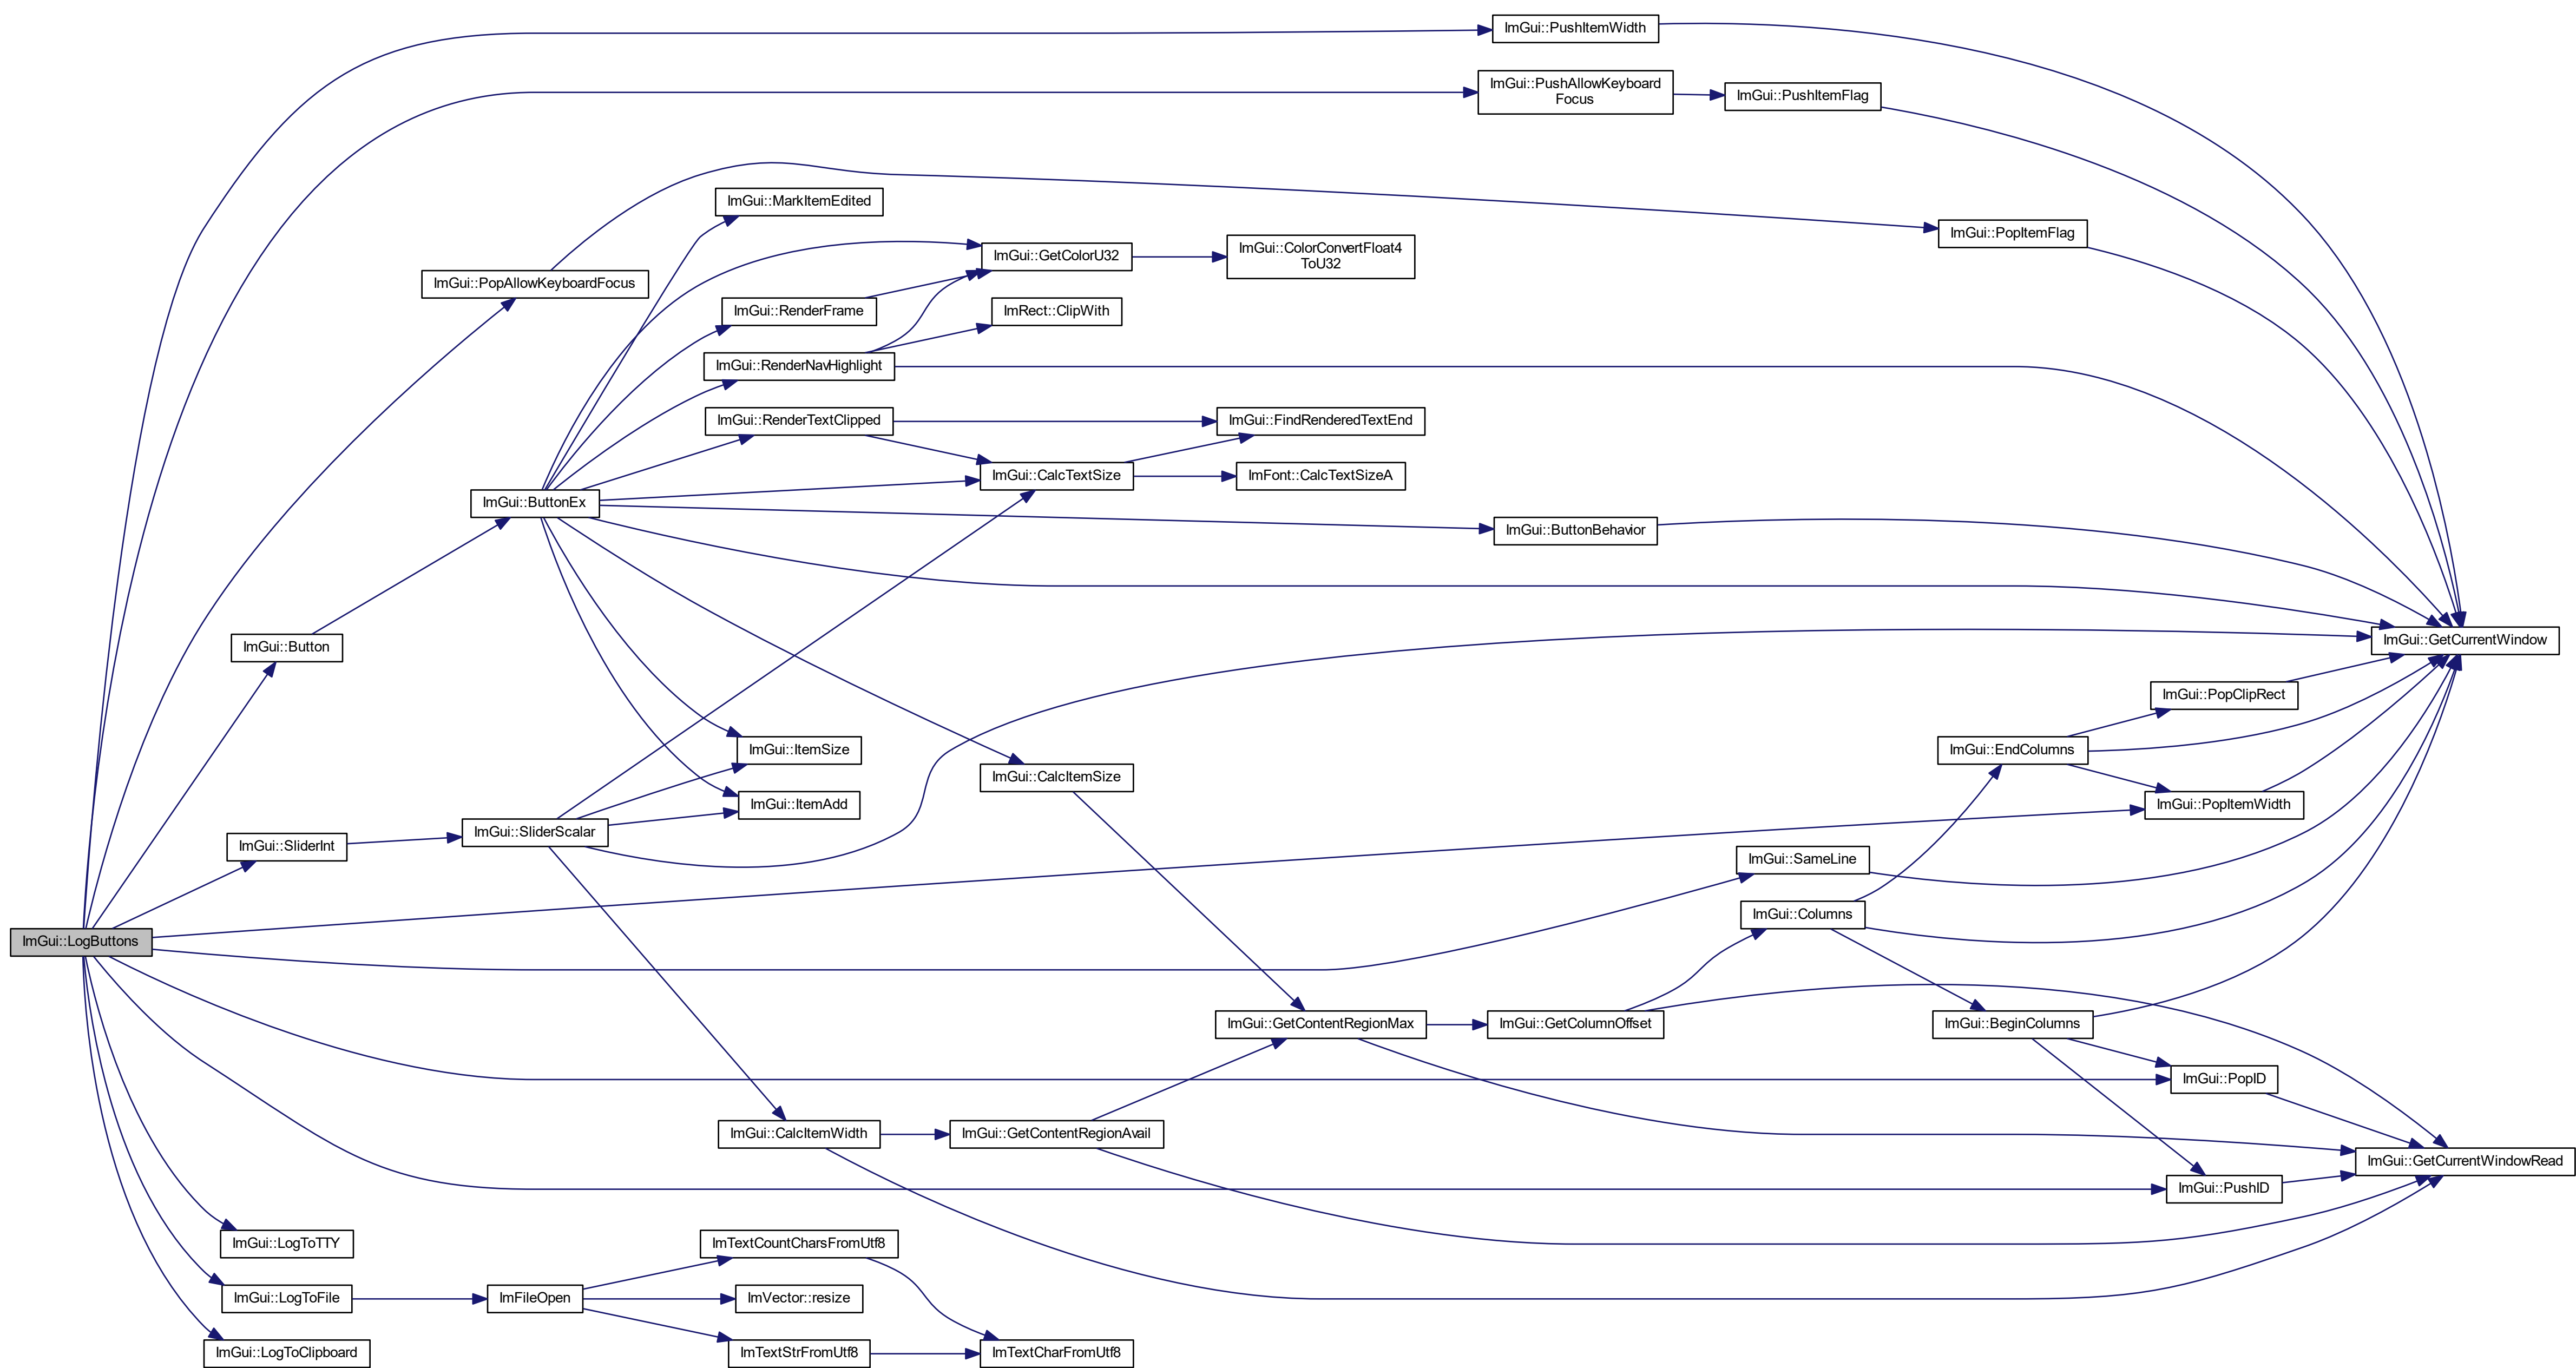 ImGui::PushItemWidth
ImGui::PushAllowKeyboard
Focus
ImGui::PushItemFlag
ImGui::MarkItemEdited
ImGui::PopItemFlag
ImGui::GetColorU32
ImGui::ColorConvertFloat4
ToU32
ImGui::PopAllowKeyboardFocus
ImGui::RenderFrame
ImRect::ClipWith
ImGui::RenderNavHighlight
ImGui::RenderTextClipped
ImGui::FindRenderedTextEnd
ImGui::CalcTextSize
ImFont::CalcTextSizeA
ImGui::ButtonEx
ImGui::ButtonBehavior
ImGui::Button
ImGui::GetCurrentWindow
ImGui::PopClipRect
ImGui::ItemSize
ImGui::EndColumns
ImGui::CalcItemSize
ImGui::ItemAdd
ImGui::PopItemWidth
ImGui::SliderScalar
ImGui::SliderInt
ImGui::SameLine
ImGui::Columns
ImGui::LogButtons
ImGui::GetContentRegionMax
ImGui::GetColumnOffset
ImGui::BeginColumns
ImGui::PopID
ImGui::CalcItemWidth
ImGui::GetContentRegionAvail
ImGui::GetCurrentWindowRead
ImGui::PushID
ImGui::LogToTTY
ImTextCountCharsFromUtf8
ImGui::LogToFile
ImFileOpen
ImVector::resize
ImGui::LogToClipboard
ImTextStrFromUtf8
ImTextCharFromUtf8